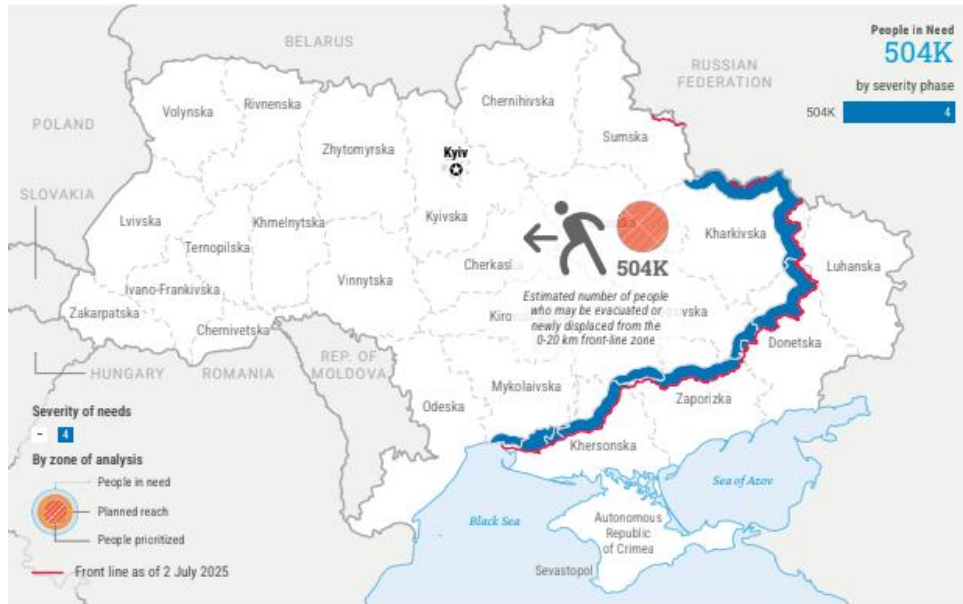 People in Need
504K
by severity phase
504K
4
BELARUS
RUSSIAN
FEDERATION
POLAND
SLOVAKIA
HUNGARY
ROMANIA
REP. OF
MOLDOVA
Volynska
Rivnenska
Zhytomyrska
Chernihivska
Sumska
Kyiv
Kyivska
Lvivska
Khmelnytska
Ternopilska
Ivano-Frankivska
Zakarpatska
Chernivetska
Vinnytska
Cherkas
Kiro
vska
Kharkivska
Luhanska
Donetska
Zaporizka
Mykolaivska
Odeska
Khersonska
504K
Estimated number of people
who may be evacuated or
newly displaced from the
0-20 km front-line zone
Sea of Azov
Black Sea
Autonomous
Republic
of Crimea
Sevastopol
Severity of needs
-
4
By zone of analysis
People in need
Planned reach
People prioritized
Front line as of 2 July 2025